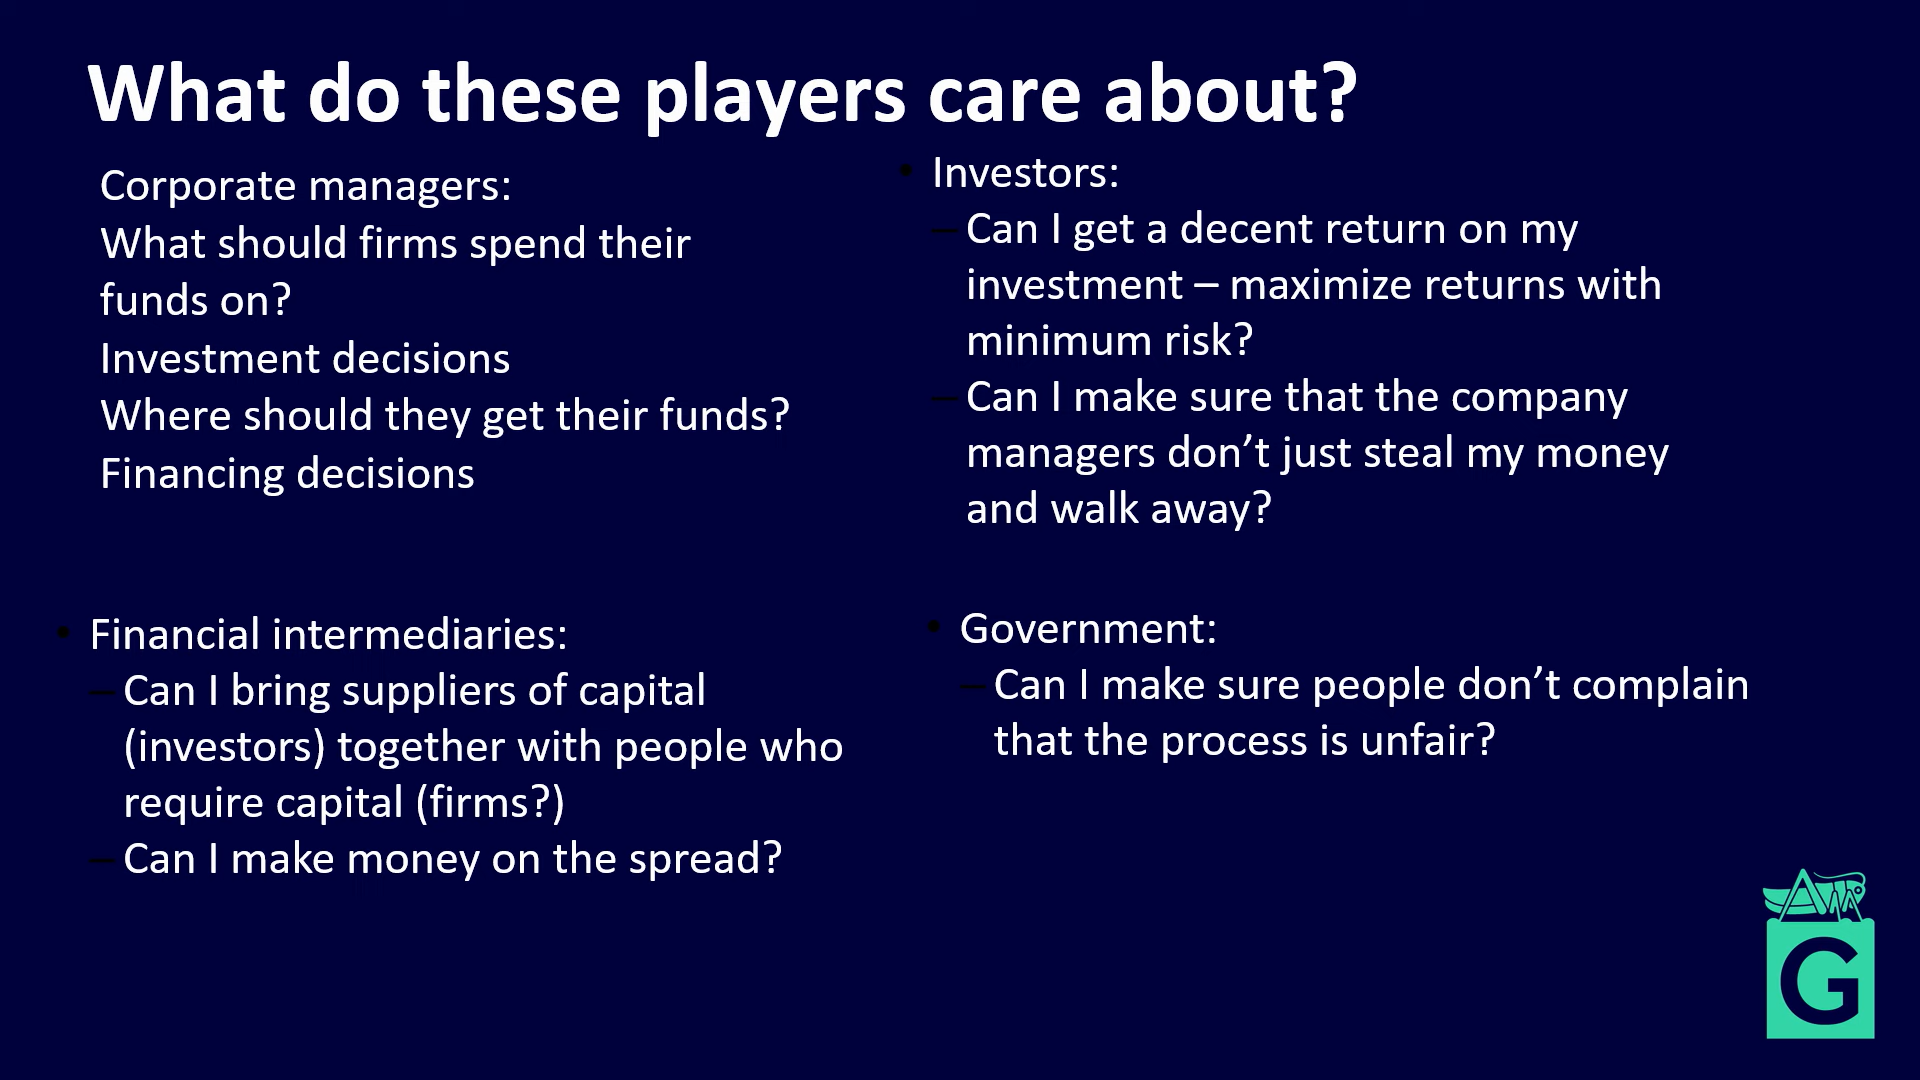 What do these players care about?
Corporate managers:
What should firms spend their
funds on?
Investment decisions
Where should they get their funds?
Financing decisions
• Investors:
– Can I get a decent return on my
investment – maximize returns with
minimum risk?
– Can I make sure that the company
managers don’t just steal my money
and walk away?
• Financial intermediaries:
– Can I bring suppliers of capital
(investors) together with people who
require capital (firms?)
– Can I make money on the spread?
• Government:
– Can I make sure people don’t complain
that the process is unfair?
G